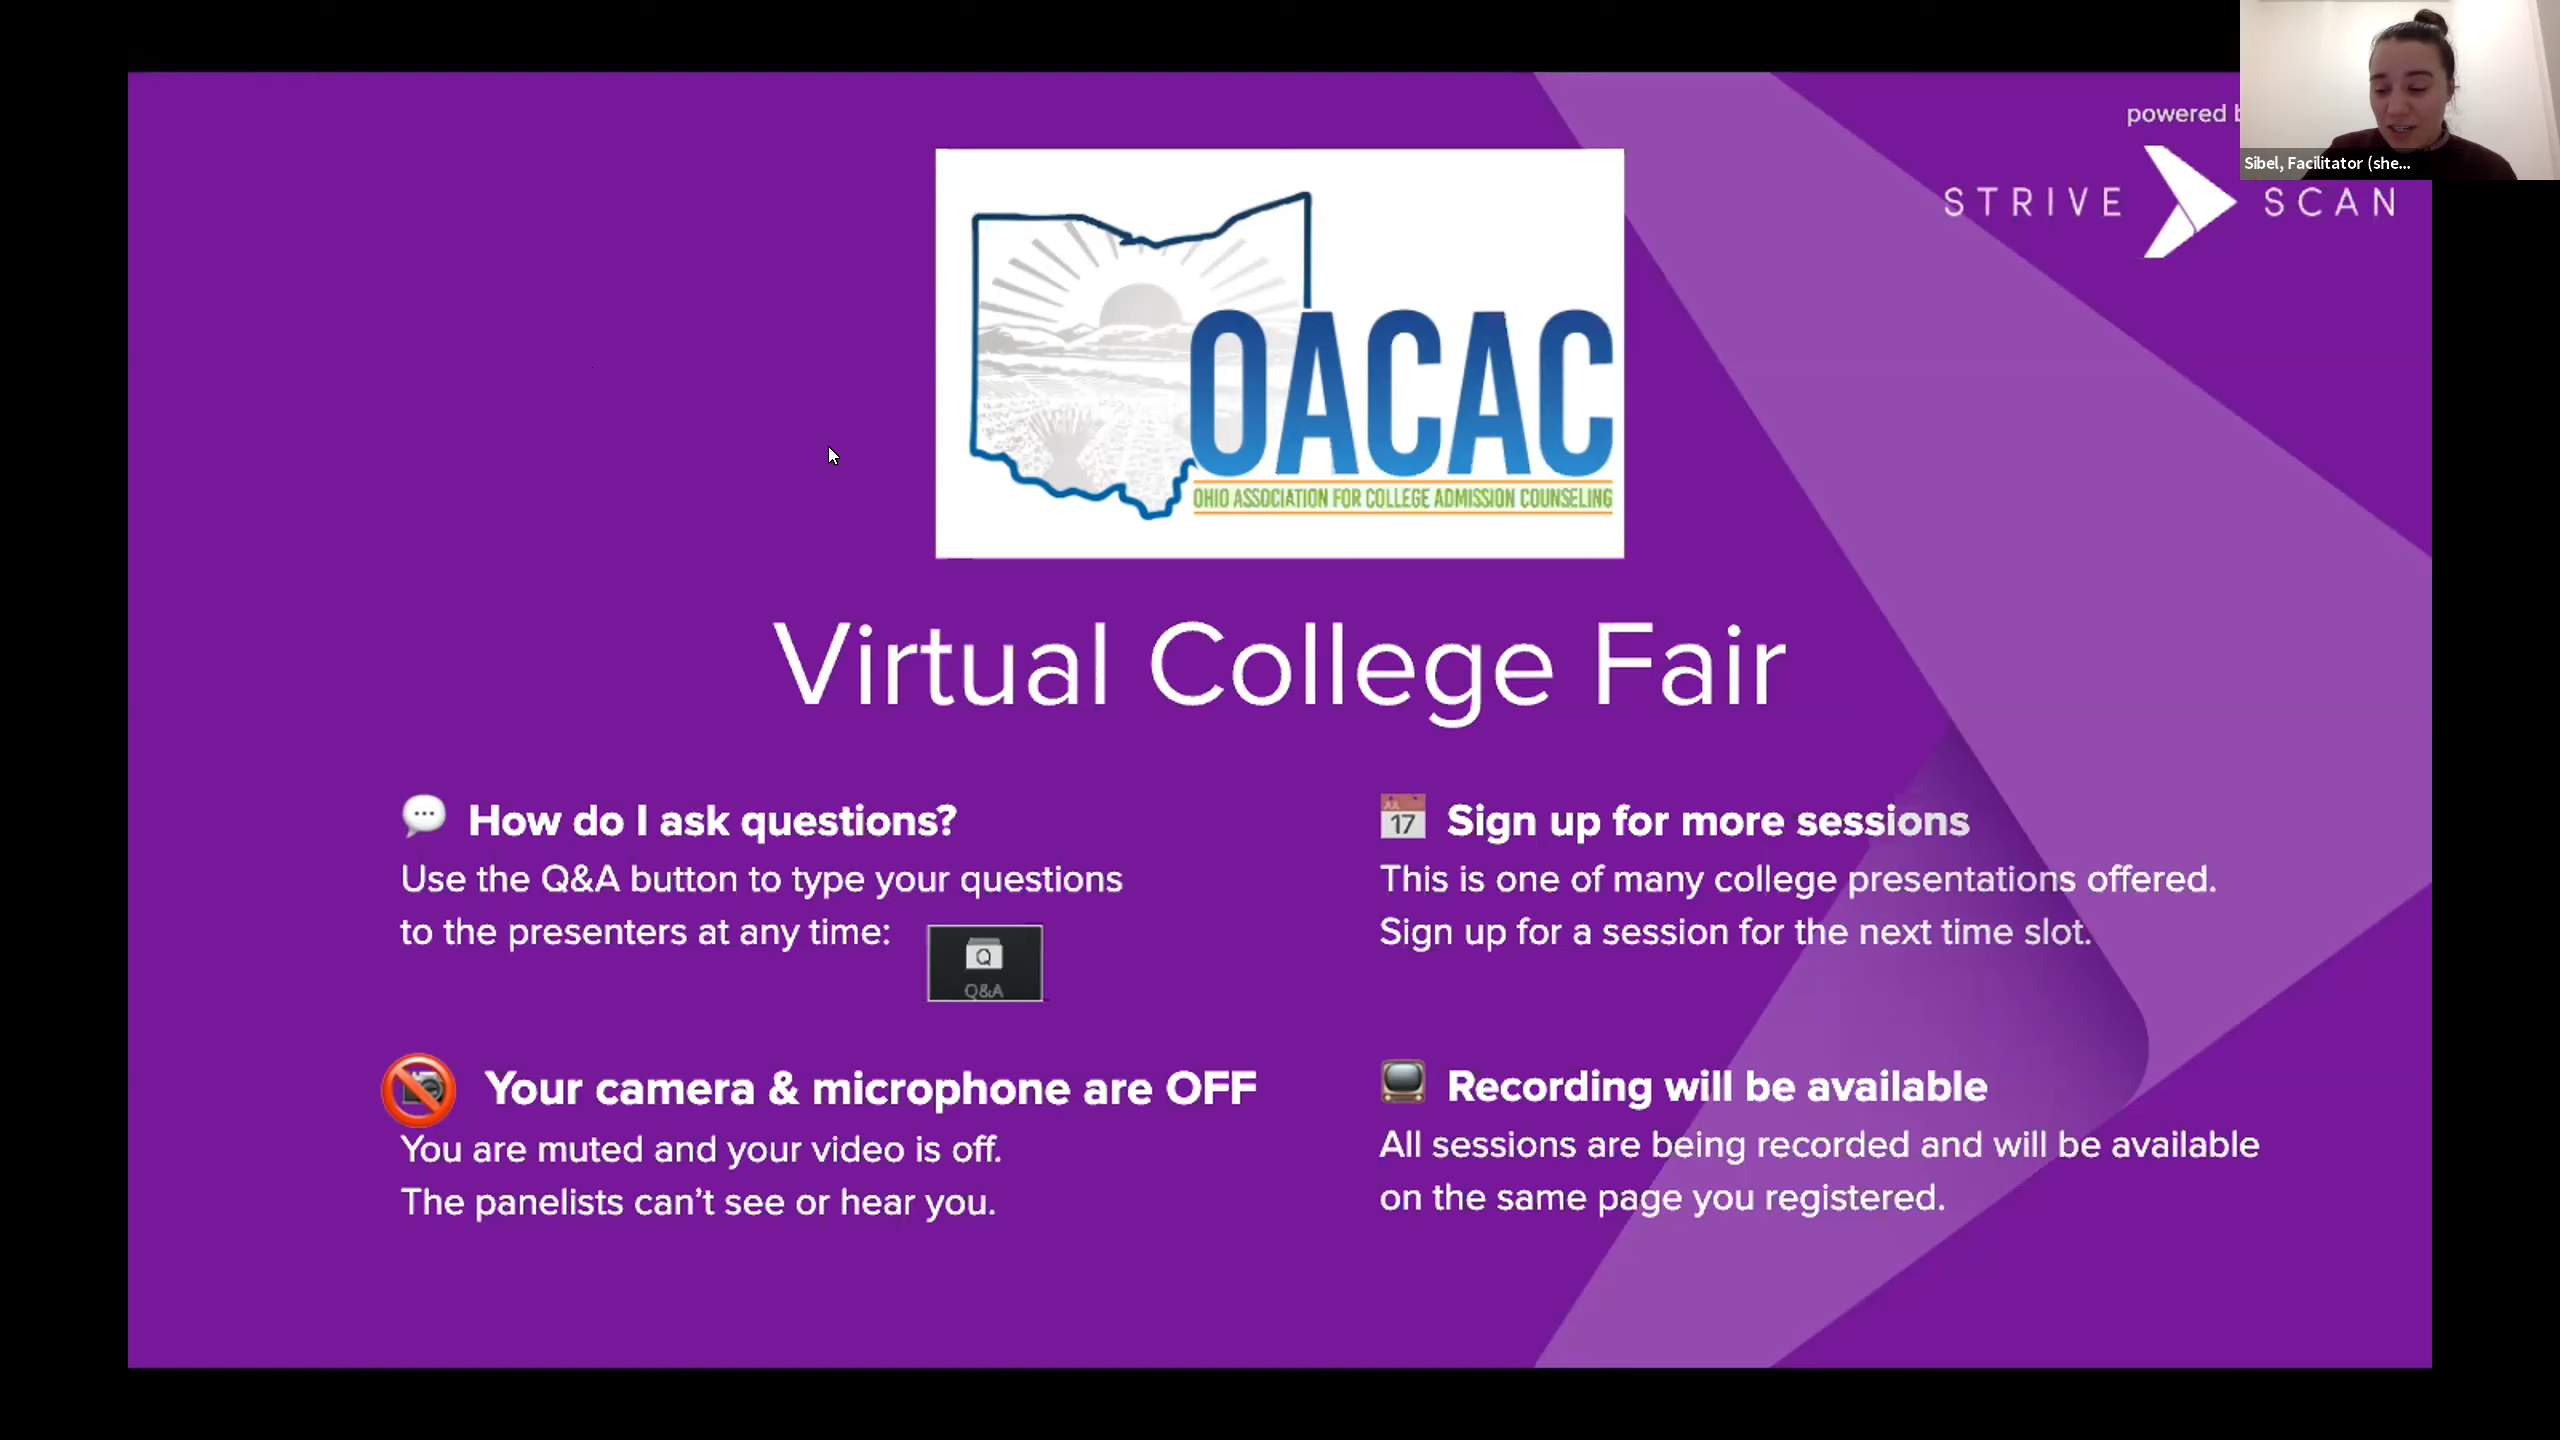 powered
Sibel, Facilitator (she...
STRIVE SCAN
OACAC
OHIO ASSOCIATION FOR COLLEGE ADMISSION COUNSELING
Virtual College Fair
How do I ask questions?
Use the Q&A button to type your questions
to the presenters at any time:
Q
Q&A
JUL
17
Sign up for more sessions
This is one of many college presentations offered.
Sign up for a session for the next time slot.
Your camera & microphone are OFF
You are muted and your video is off.
The panelists can’t see or hear you.
Recording will be available
All sessions are being recorded and will be available
on the same page you registered.